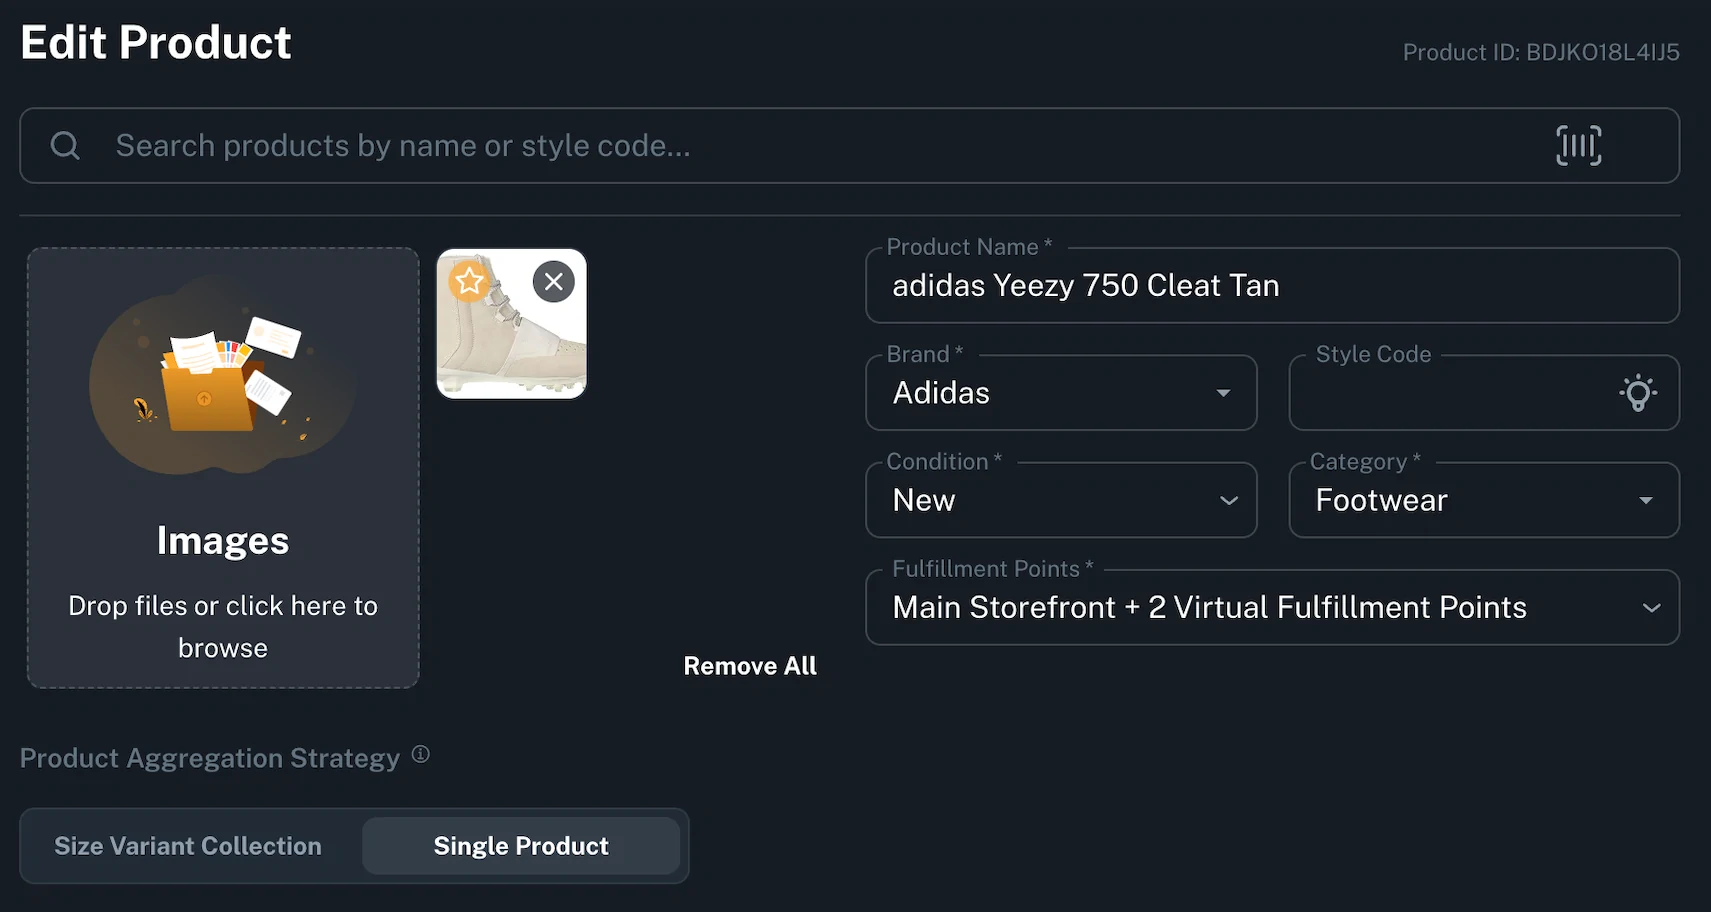 Edit Product
Product ID: BDJKO18L4IJ5
Search products by name or style code...
Images
Drop files or click here to
browse
Remove All
Product Name *
adidas Yeezy 750 Cleat Tan
Brand *
Adidas
Style Code
Condition *
New
Category *
Footwear
Fulfillment Points *
Main Storefront + 2 Virtual Fulfillment Points
Product Aggregation Strategy
Size Variant Collection
Single Product